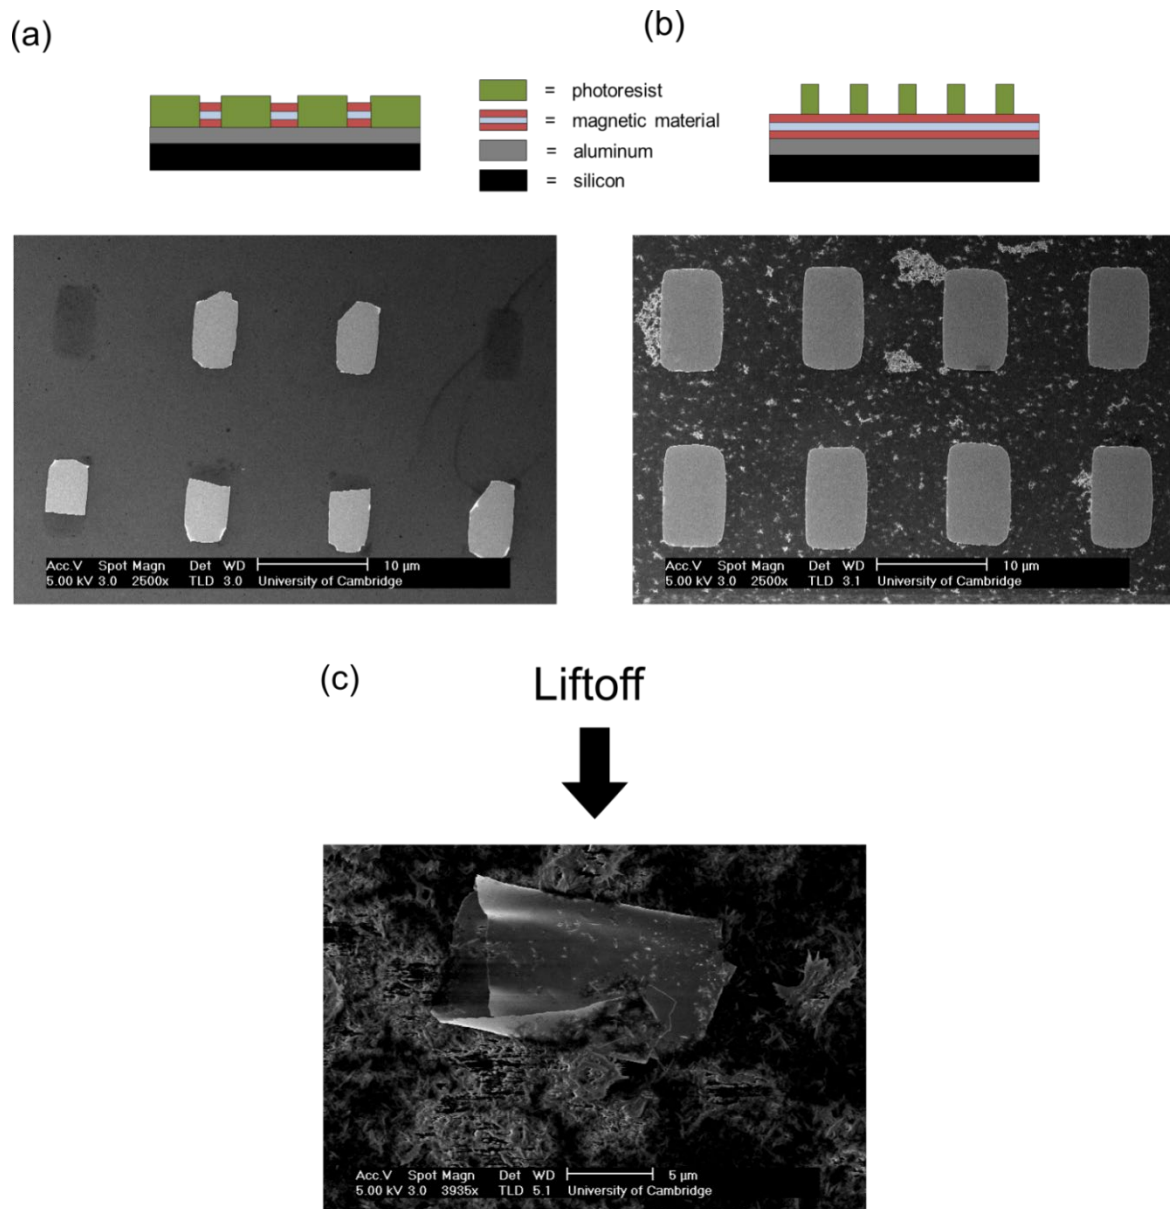 (a)
(b)
= photoresist
= magnetic material
= aluminum
= silicon
Acc.V Spot Magn Det WD 10 µm
5.00 kV 3.0 2500x TLD 3.0 University of Cambridge
Acc.V Spot Magn Det WD 10 µm
5.00 kV 3.0 2500x TLD 3.1 University of Cambridge
(c)
Liftoff
Acc.V Spot Magn Det WD 5 µm
5.00 kV 3.0 3935x TLD 5.1 University of Cambridge